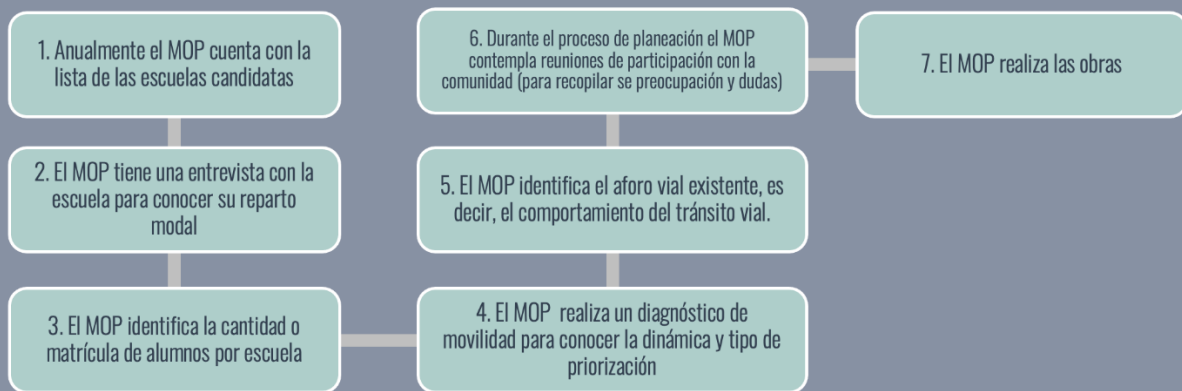 1. Anualmente el MOP cuenta con la
lista de las escuelas candidatas
2. El MOP tiene una entrevista con la
escuela para conocer su reparto
modal
3. El MOP identifica la cantidad o
matrícula de alumnos por escuela
4. El MOP realiza un diagnóstico de
movilidad para conocer la dinámica y tipo de
priorización
5. El MOP identifica el aforo vial existente, es
decir, el comportamiento del tránsito vial.
6. Durante el proceso de planeación el MOP
contempla reuniones de participación con la
comunidad (para recopilar se preocupación y dudas)
7. El MOP realiza las obras